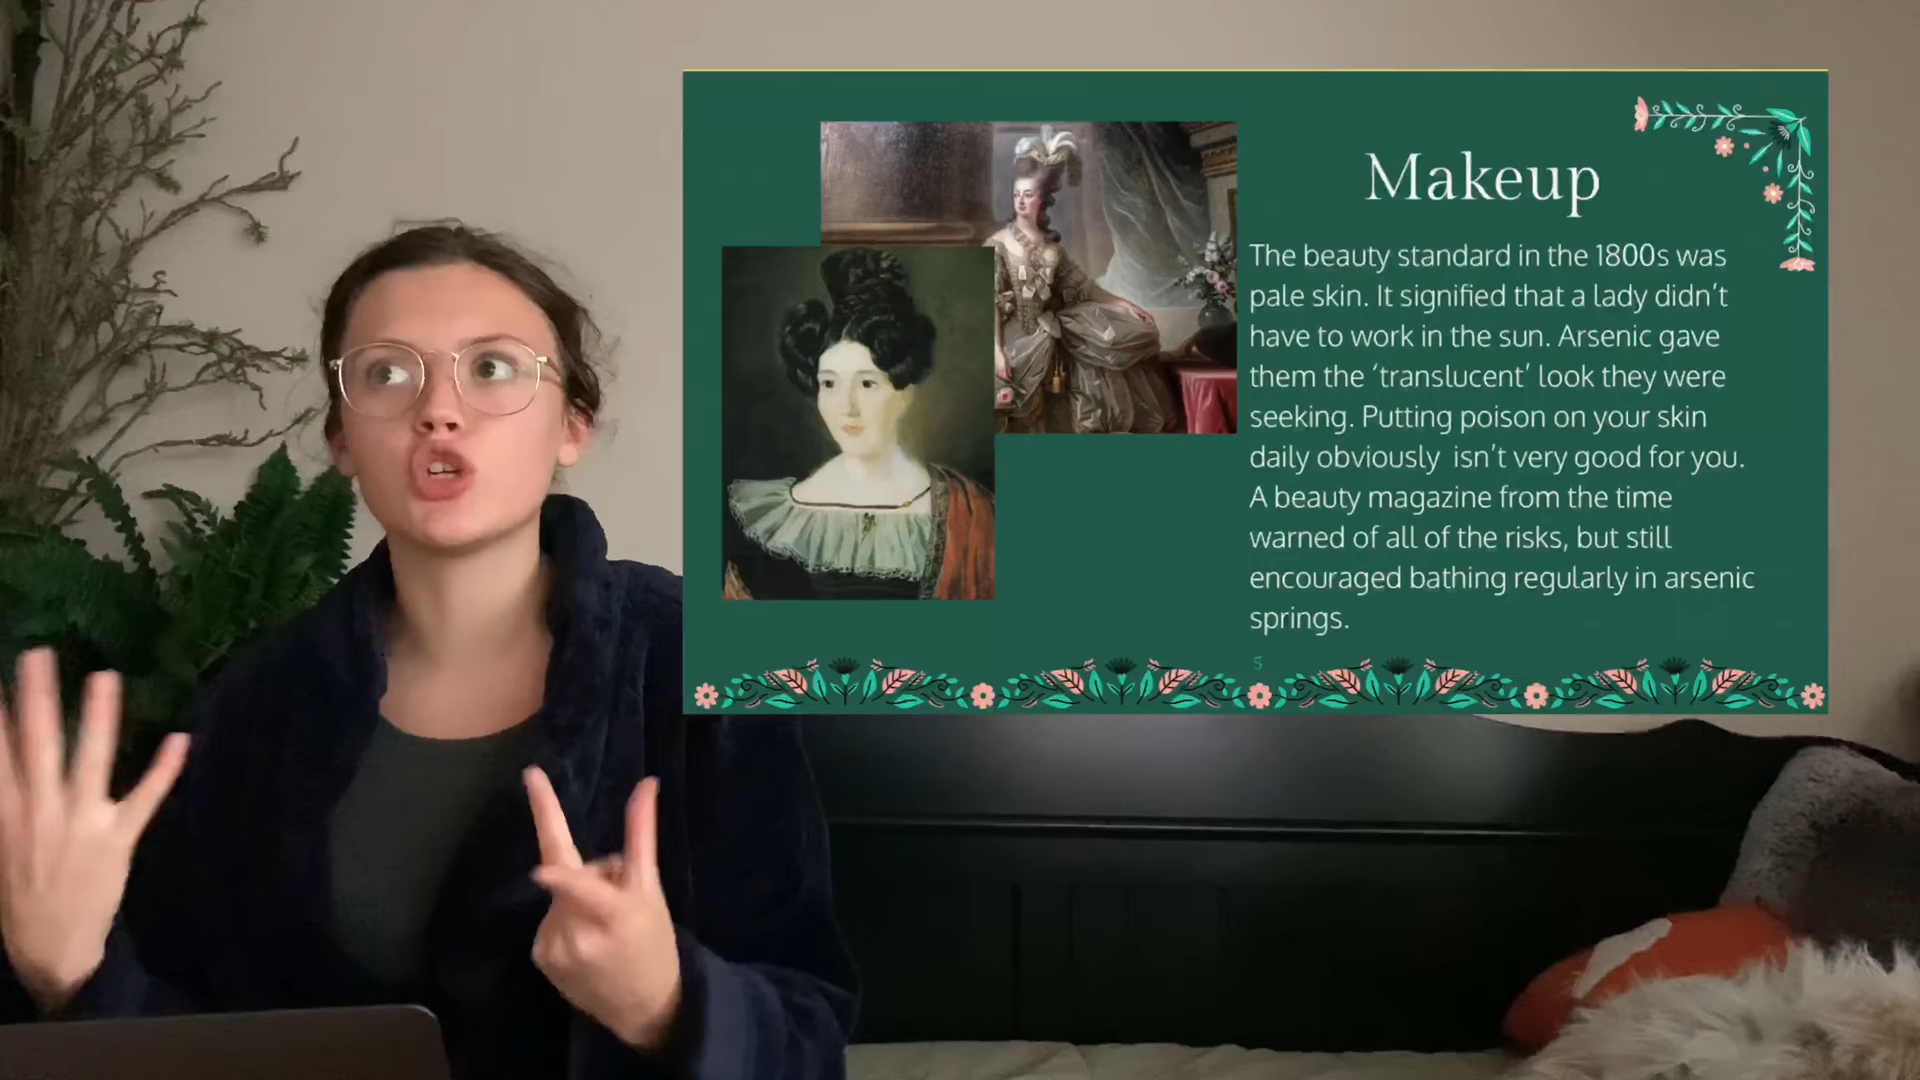 Makeup
The beauty standard in the 1800s was
pale skin. It signified that a lady didn't
have to work in the sun. Arsenic gave
them the ‘translucent’ look they were
seeking. Putting poison on your skin
daily obviously  isn't very good for you.
A beauty magazine from the time
warned of all of the risks, but still
encouraged bathing regularly in arsenic
springs.
5